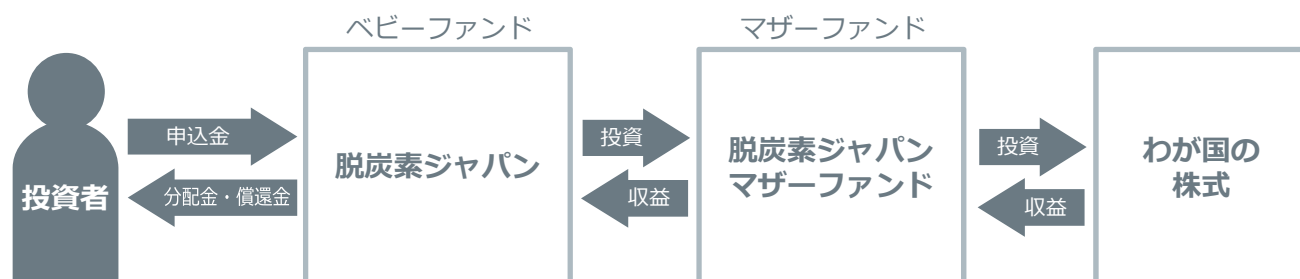 ベビーファンド
マザーファンド
投資者
申込金
分配金・償還金
脱炭素ジャパン
投資
収益
脱炭素ジャパン
マザーファンド
投資
収益
わが国の
株式